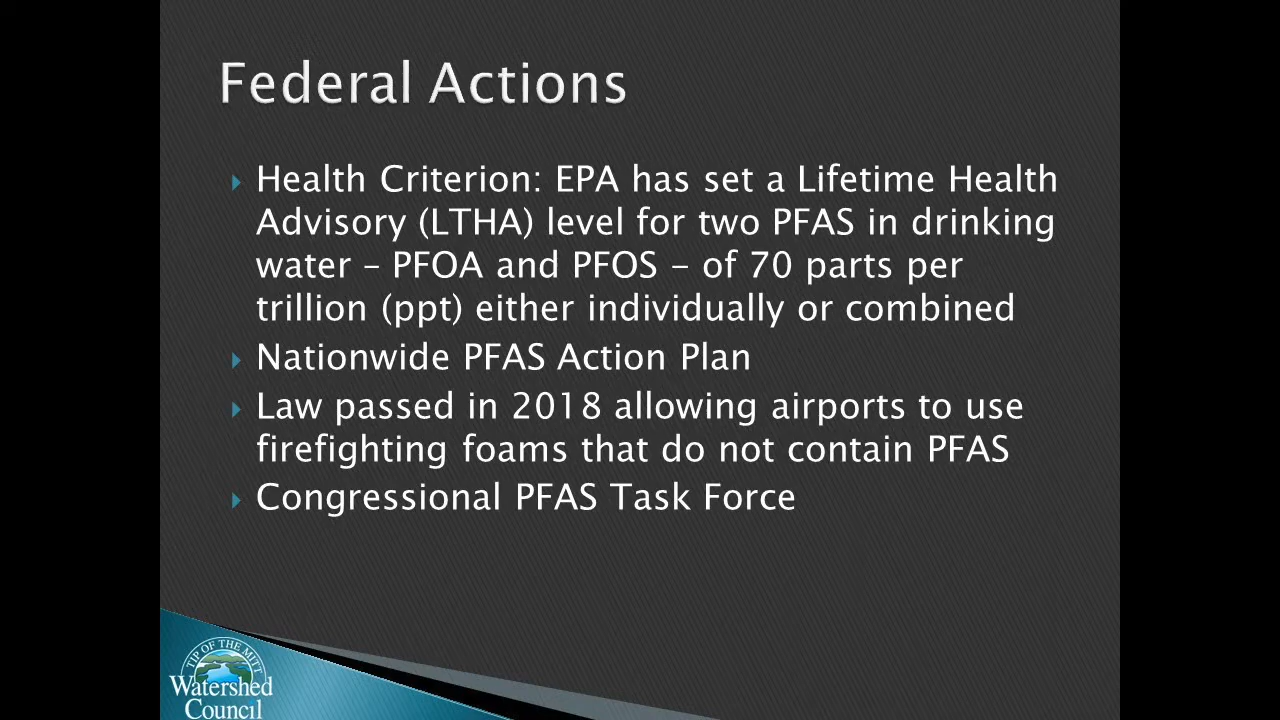 Federal Actions
Health Criterion: EPA has set a Lifetime Health
Advisory (LTHA) level for two PFAS in drinking
water – PFOA and PFOS - of 70 parts per
trillion (ppt) either individually or combined
Nationwide PFAS Action Plan
Law passed in 2018 allowing airports to use
firefighting foams that do not contain PFAS
Congressional PFAS Task Force
TIP OF THE MITT
Watershed
Council